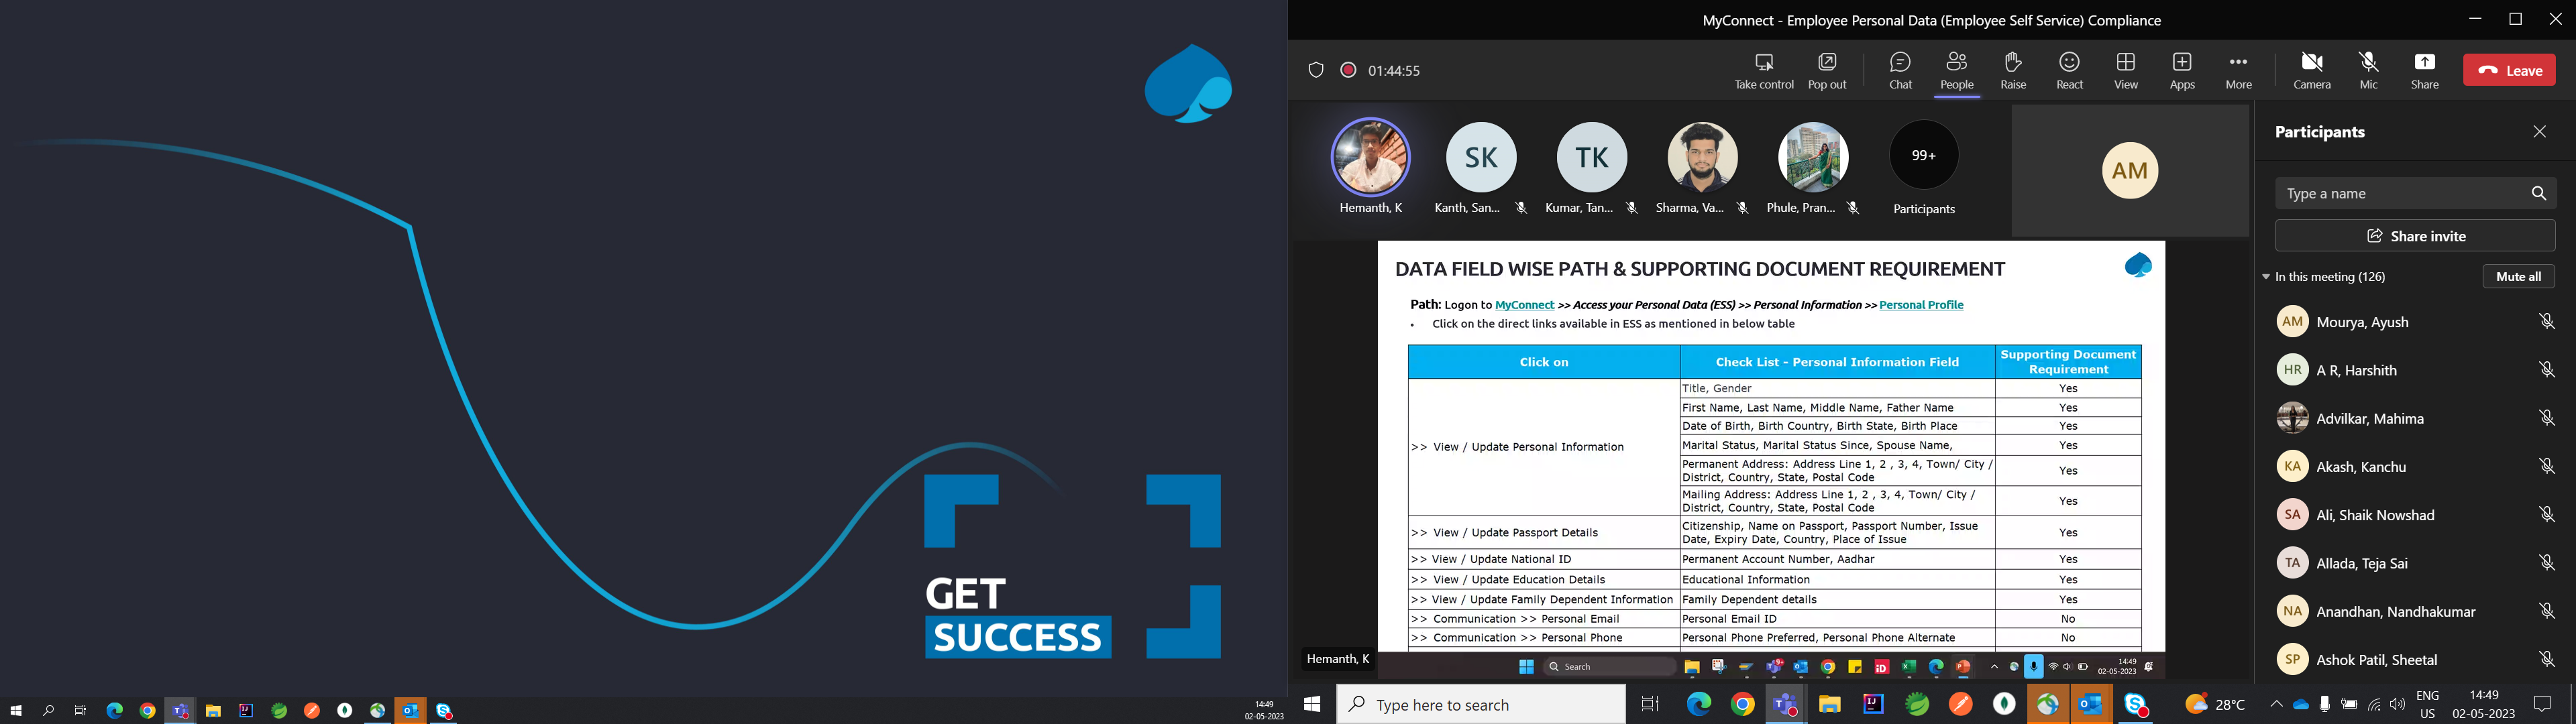 GET
SUCCESS
14:49
02-05-2023
MyConnect - Employee Personal Data (Employee Self Service) Compliance
01:44:55
Take control
Pop out
Chat
People
Raise
React
View
Apps
More
Camera
Mic
Share
Leave
Hemanth, K
SK
Kanth, San...
TK
Kumar, Tan...
Sharma, Va...
Phule, Pran...
99+
Participants
AM
DATA FIELD WISE PATH & SUPPORTING DOCUMENT REQUIREMENT
Path: Logon to MyConnect >> Access your Personal Data (ESS) >> Personal Information >> Personal Profile
• Click on the direct links available in ESS as mentioned in below table
Click on
Check List - Personal Information Field
Supporting Document
Requirement
>> View / Update Personal Information
Title, Gender
Yes
First Name, Last Name, Middle Name, Father Name
Yes
Date of Birth, Birth Country, Birth State, Birth Place
Yes
Marital Status, Marital Status Since, Spouse Name,
Yes
Permanent Address: Address Line 1, 2 , 3, 4, Town/ City /
District, Country, State, Postal Code
Yes
Mailing Address: Address Line 1, 2 , 3, 4, Town/ City /
District, Country, State, Postal Code
Yes
>> View / Update Passport Details
Citizenship, Name on Passport, Passport Number, Issue
Date, Expiry Date, Country, Place of Issue
Yes
>> View / Update National ID
Permanent Account Number, Aadhar
Yes
>> View / Update Education Details
Educational Information
Yes
>> View / Update Family Dependent Information
Family Dependent details
Yes
>> Communication >> Personal Email
Personal Email ID
No
>> Communication >> Personal Phone
Personal Phone Preferred, Personal Phone Alternate
No
Hemanth, K
Search
14:49
02-05-2023
Participants
Type a name
Share invite
In this meeting (126)
Mute all
AM
Mourya, Ayush
HR
A R, Harshith
Advilkar, Mahima
KA
Akash, Kanchu
SA
Ali, Shaik Nowshad
TA
Allada, Teja Sai
NA
Anandhan, Nandhakumar
SP
Ashok Patil, Sheetal
Type here to search
28°C
ENG
US
14:49
02-05-2023